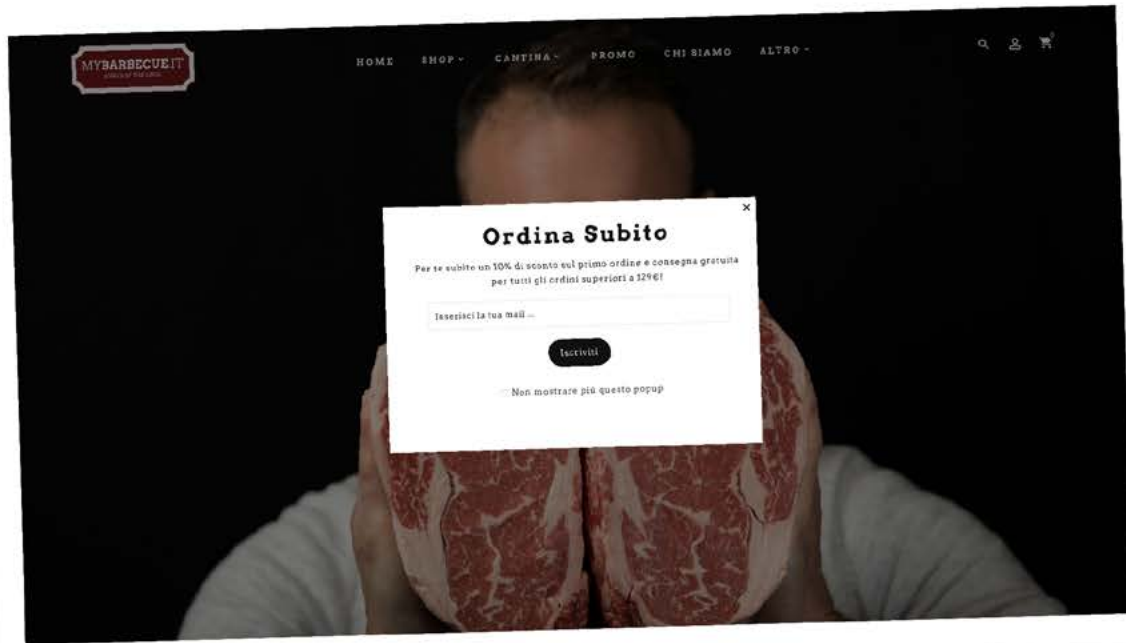 MYBARBECUE.IT
HOME SHOP CANTINA PROMO CHI SIAMO ALTRO
0
Ordina Subito
Per te subito un 10% di sconto sul primo ordine e consegna gratuita
per tutti gli ordini superiori a 129€!
Inserisci la tua mail ...
Iscriviti
Non mostrare più questo popup